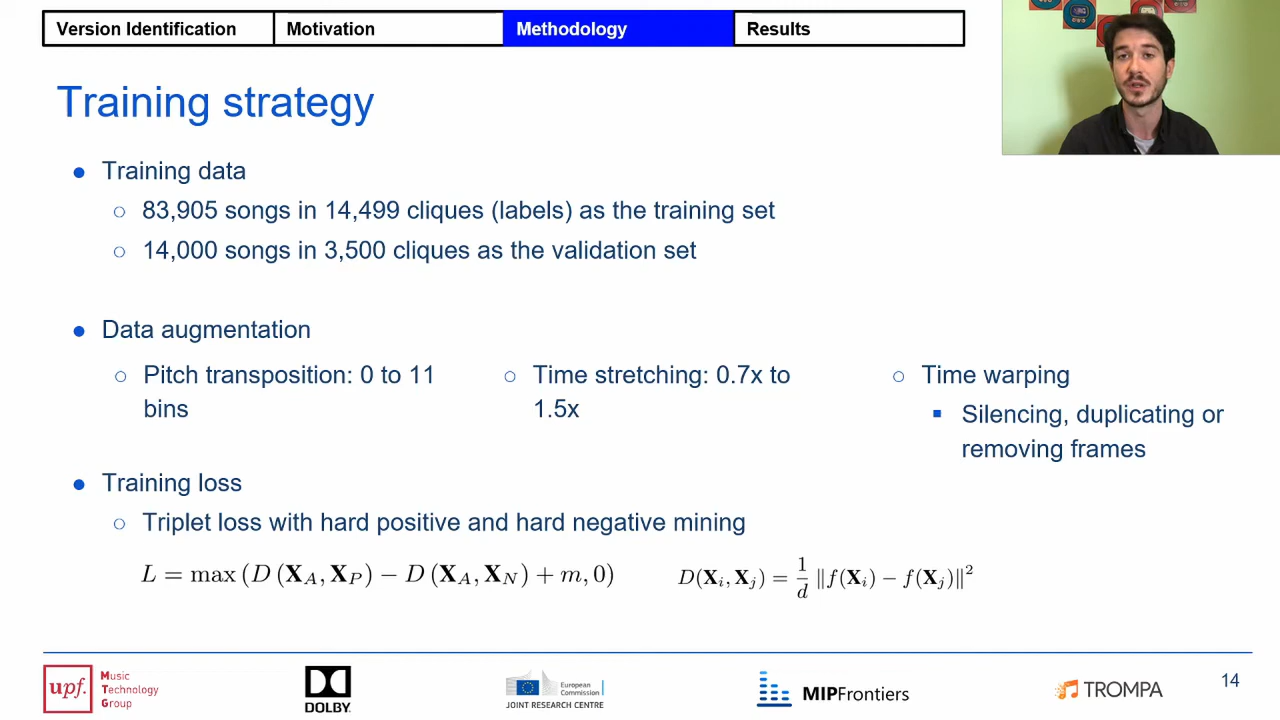 Version Identification
Motivation
Methodology
Results
Training strategy
● Training data
○ 83,905 songs in 14,499 cliques (labels) as the training set
○ 14,000 songs in 3,500 cliques as the validation set
● Data augmentation
○ Pitch transposition: 0 to 11
bins
○ Time stretching: 0.7x to
1.5x
○ Time warping
▪ Silencing, duplicating or
removing frames
● Training loss
○ Triplet loss with hard positive and hard negative mining
L = max (D (X_A, X_P) − D (X_A, X_N) + m, 0)
D(X_i, X_j) = 1/d ‖f(X_i) − f(X_j)‖²
upf.
Music
Technology
Group
DOLBY.
European
Commission
JOINT RESEARCH CENTRE
MIPFrontiers
TROMPA
14